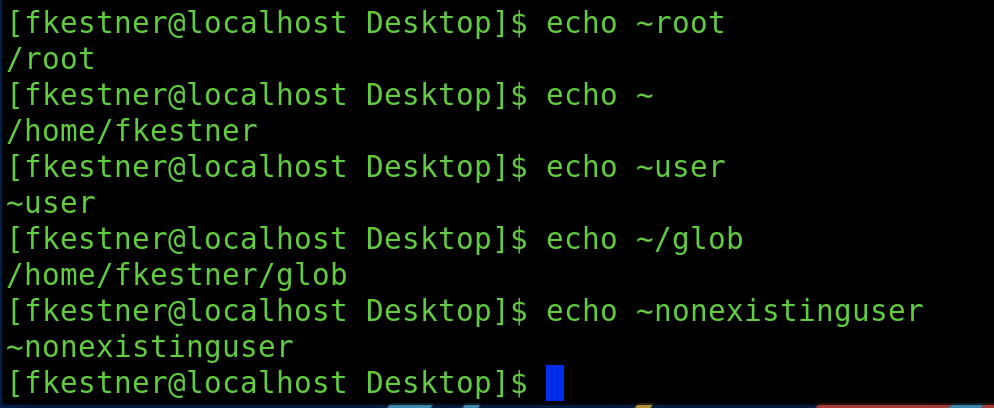 [fkestner@localhost Desktop]$ echo ~root
/root
[fkestner@localhost Desktop]$ echo ~
/home/fkestner
[fkestner@localhost Desktop]$ echo ~user
~user
[fkestner@localhost Desktop]$ echo ~/glob
/home/fkestner/glob
[fkestner@localhost Desktop]$ echo ~nonexistinguser
~nonexistinguser
[fkestner@localhost Desktop]$